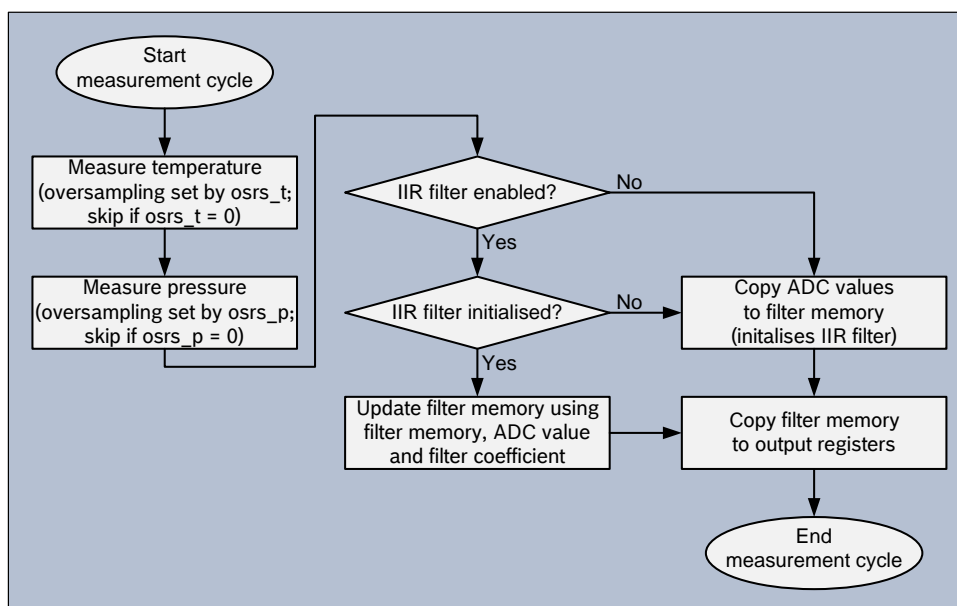 Start
measurement cycle
Measure temperature
(oversampling set by osrs_t;
skip if osrs_t = 0)
Measure pressure
(oversampling set by osrs_p;
skip if osrs_p = 0)
IIR filter enabled?
No
Yes
IIR filter initialised?
No
Yes
Copy ADC values
to filter memory
(initalises IIR filter)
Update filter memory using
filter memory, ADC value
and filter coefficient
Copy filter memory
to output registers
End
measurement cycle